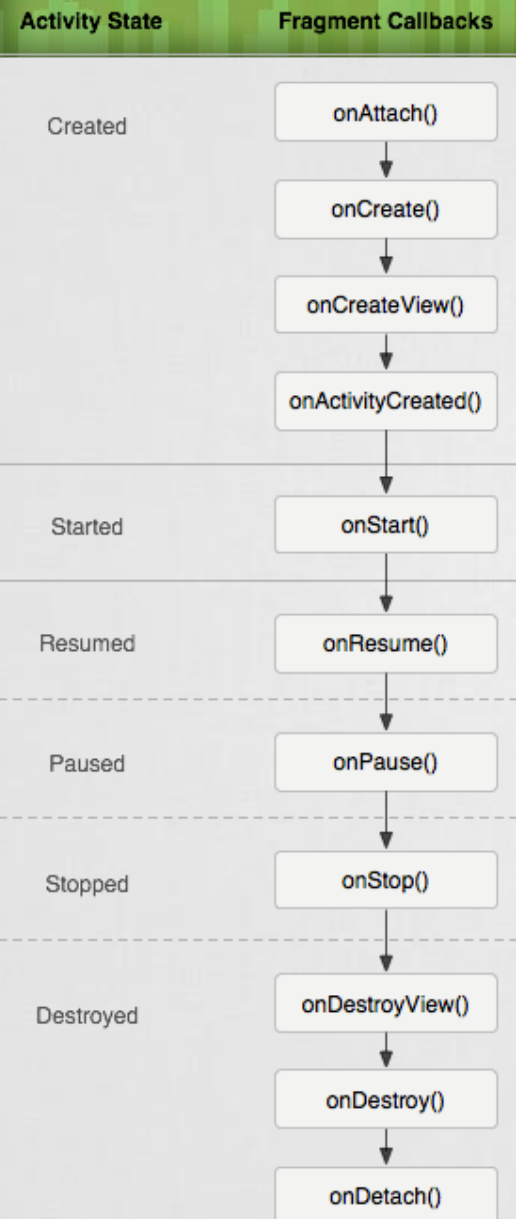 Activity State Fragment Callbacks
Created
onAttach()
onCreate()
onCreateView()
onActivityCreated()
Started
onStart()
Resumed
onResume()
Paused
onPause()
Stopped
onStop()
Destroyed
onDestroyView()
onDestroy()
onDetach()